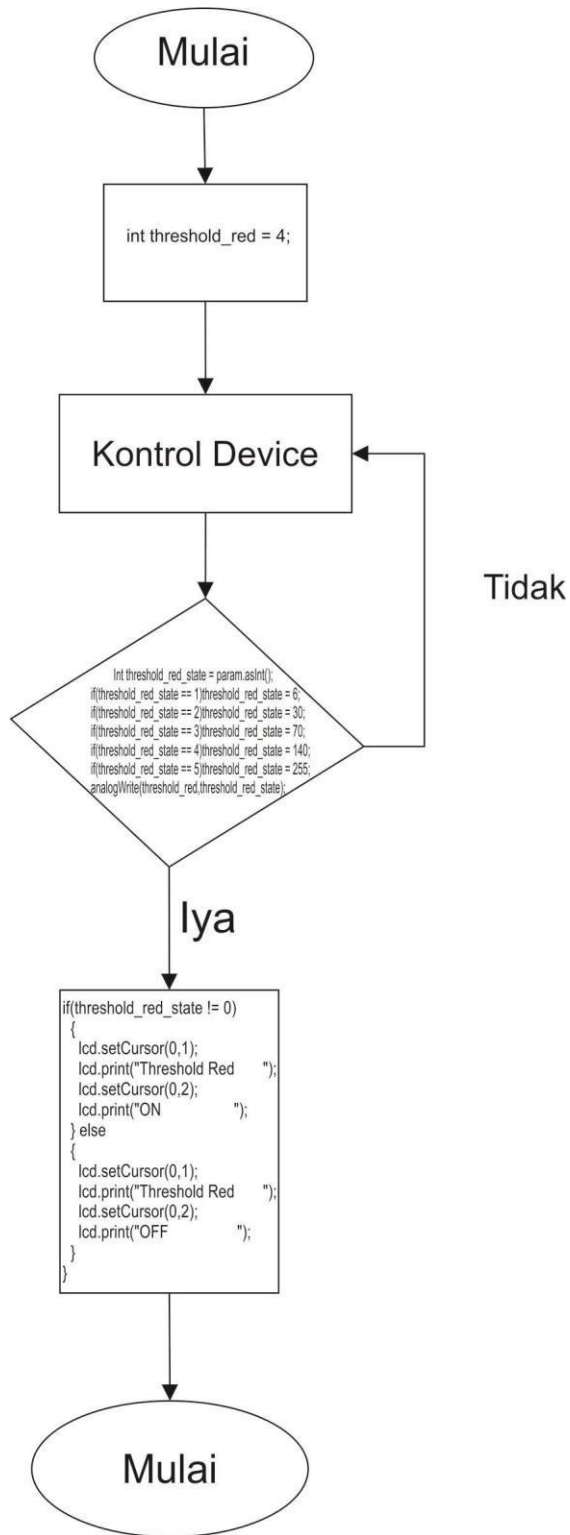 Mulai
int threshold_red = 4;
Kontrol Device
Tidak
Int threshold_red_state = param.asInt();
if(threshold_red_state == 1)threshold_red_state = 6;
if(threshold_red_state == 2)threshold_red_state = 30;
if(threshold_red_state == 3)threshold_red_state = 70;
if(threshold_red_state == 4)threshold_red_state = 140;
if(threshold_red_state == 5)threshold_red_state = 255;
analogWrite(threshold_red,threshold_red_state);
Iya
if(threshold_red_state != 0)
{
lcd.setCursor(0,1);
lcd.print("Threshold Red      ");
lcd.setCursor(0,2);
lcd.print("ON                ");
} else
{
lcd.setCursor(0,1);
lcd.print("Threshold Red      ");
lcd.setCursor(0,2);
lcd.print("OFF               ");
}
}
Mulai